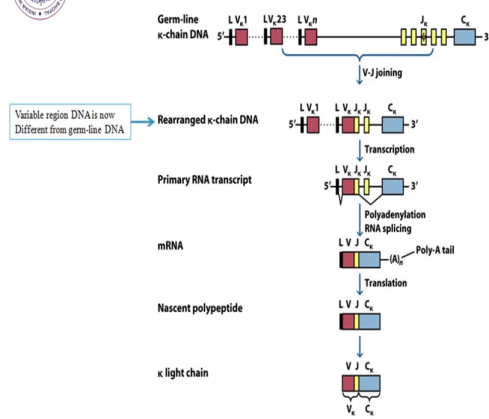 Germ-line
κ-chain DNA
L Vκ1
LVκ23
L Vκn
Jκ
Cκ
5′
3
V-J joining
Variable region DNA is now
Different from germ-line DNA
Rearranged κ-chain DNA
L Vκ1
L Vκ Jκ Jκ
Cκ
5′
3′
Transcription
Primary RNA transcript
L Vκ Jκ Jκ
Cκ
5′
3′
Polyadenylation
RNA splicing
mRNA
L V J Cκ
(A)n
Poly-A tail
Translation
Nascent polypeptide
L V J Cκ
κ light chain
V J Cκ
Vκ Cκ